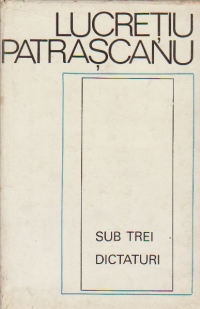 LUCREȚIU
PATRAȘCANU
SUB TREI
DICTATURI